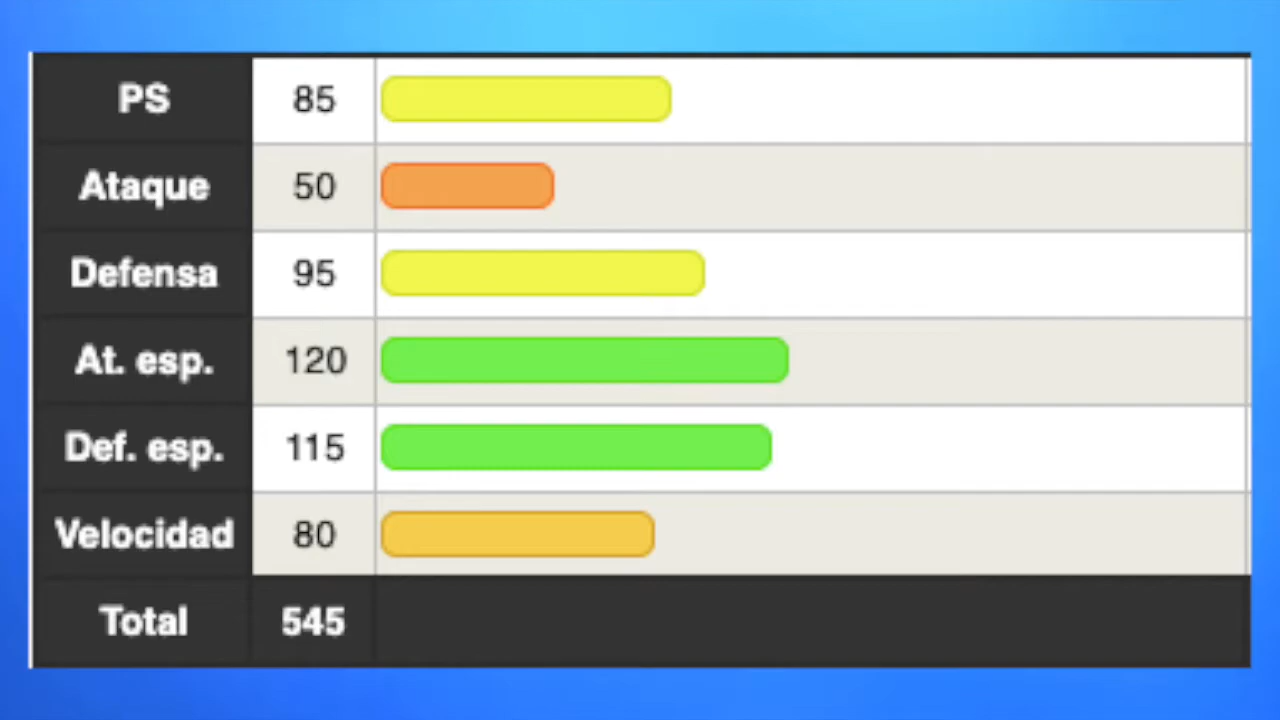 PS 85
Ataque 50
Defensa 95
At. esp. 120
Def. esp. 115
Velocidad 80
Total 545